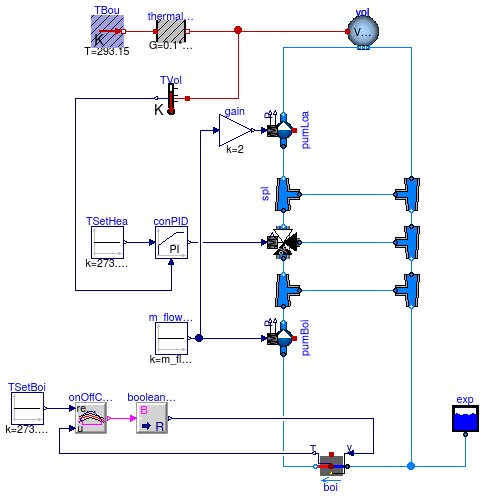 TBou
K
T=293.15
thermal...
G=0.1*...
vol
V...
TVol
K
gain
k=2
P
pumLoa
spl
TSetHea
k=273....
conPID
PI
m_flow...
k=m_fl...
P
pumBoi
TSetBoi
k=273....
onOffC...
re
u
boolean...
B
R
T
y
boi
exp